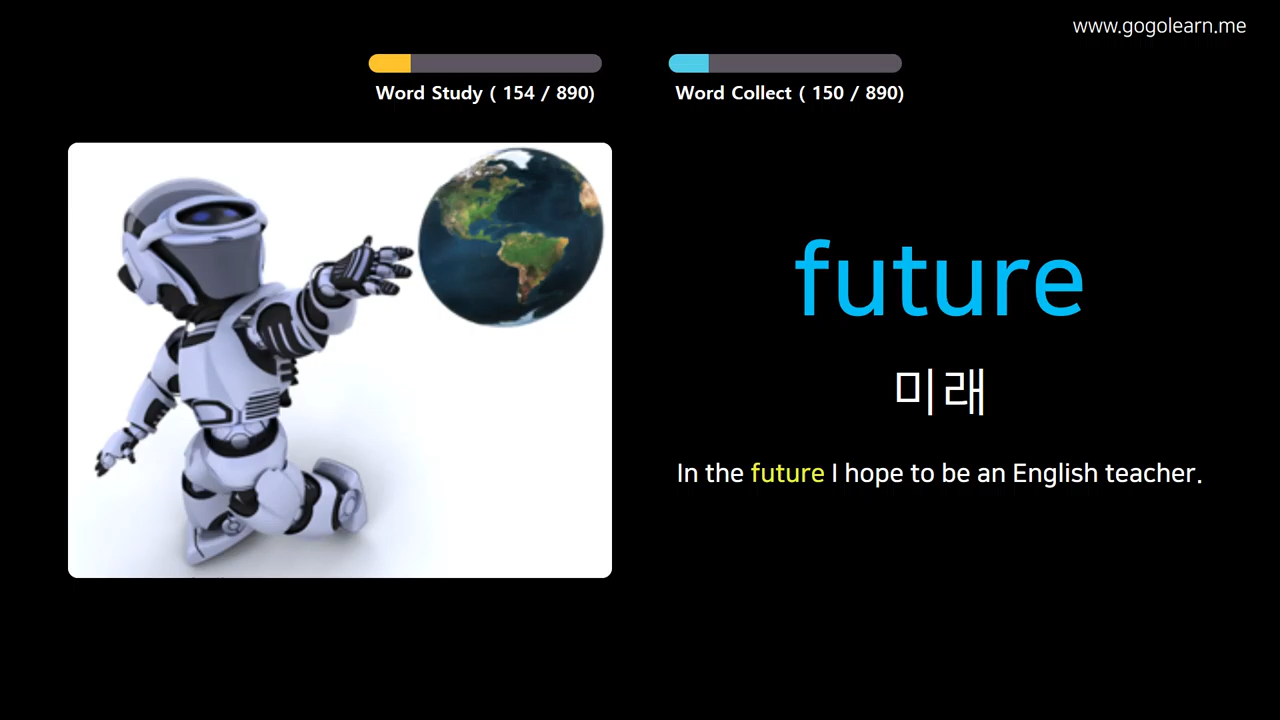 www.gogolearn.me
Word Study ( 154 / 890)
Word Collect ( 150 / 890)
future
미래
In the future I hope to be an English teacher.